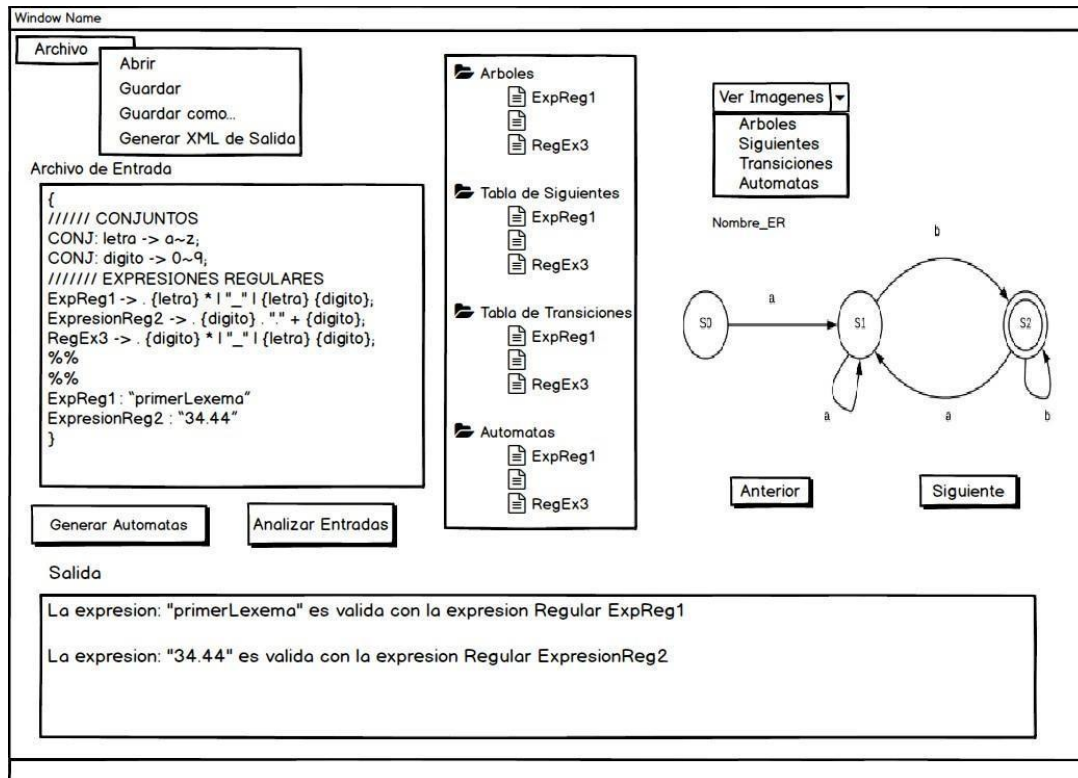 Window Name
Archivo
Abrir
Guardar
Guardar como...
Generar XML de Salida
Archivo de Entrada
{
////// CONJUNTOS
CONJ: letra -> a~z;
CONJ: digito -> 0~9;
/////// EXPRESIONES REGULARES
ExpReg1 -> . {letra} * | "_" | {letra} {digito};
ExpresionReg2 -> . {digito} . "." + {digito};
RegEx3 -> . {digito} * | "_" | {letra} {digito};
%%
%%
ExpReg1 : "primerLexema"
ExpresionReg2 : "34.44"
}
Generar Automatas
Analizar Entradas
Arboles
ExpReg1
RegEx3
Tabla de Siguientes
ExpReg1
RegEx3
Tabla de Transiciones
ExpReg1
RegEx3
Automatas
ExpReg1
RegEx3
Ver Imagenes
Arboles
Siguientes
Transiciones
Automatas
Nombre_ER
b
a
S0
S1
S2
a
a
b
Anterior
Siguiente
Salida
La expresion: "primerLexema" es valida con la expresion Regular ExpReg1
La expresion: "34.44" es valida con la expresion Regular ExpresionReg2